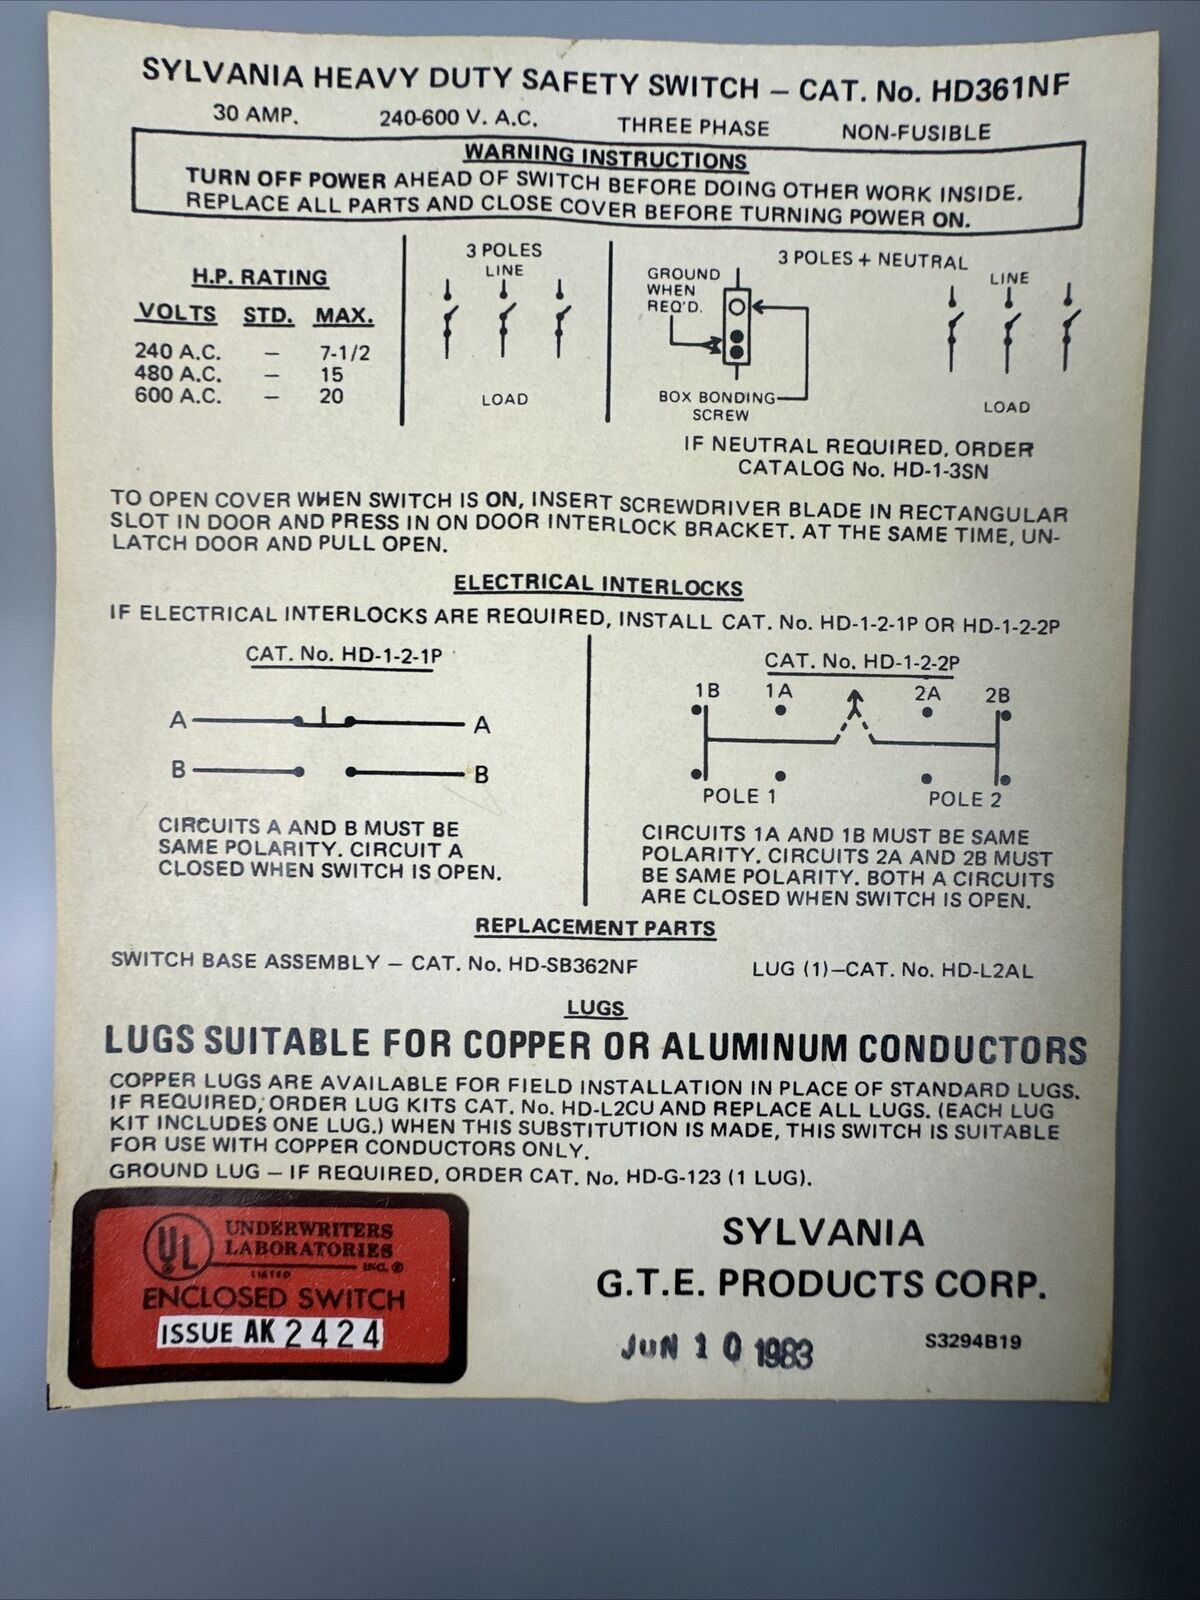 SYLVANIA HEAVY DUTY SAFETY SWITCH – CAT. No. HD361NF
30 AMP. 240-600 V. A.C. THREE PHASE NON-FUSIBLE
WARNING INSTRUCTIONS
TURN OFF POWER AHEAD OF SWITCH BEFORE DOING OTHER WORK INSIDE.
REPLACE ALL PARTS AND CLOSE COVER BEFORE TURNING POWER ON.
H.P. RATING
VOLTS STD. MAX.
240 A.C. – 7-1/2
480 A.C. – 15
600 A.C. – 20
3 POLES
LINE
LOAD
3 POLES + NEUTRAL
GROUND
WHEN
REQ'D.
LINE
BOX BONDING
SCREW
LOAD
IF NEUTRAL REQUIRED, ORDER
CATALOG No. HD-1-3SN
TO OPEN COVER WHEN SWITCH IS ON, INSERT SCREWDRIVER BLADE IN RECTANGULAR
SLOT IN DOOR AND PRESS IN ON DOOR INTERLOCK BRACKET. AT THE SAME TIME, UN-
LATCH DOOR AND PULL OPEN.
ELECTRICAL INTERLOCKS
IF ELECTRICAL INTERLOCKS ARE REQUIRED, INSTALL CAT. No. HD-1-2-1P OR HD-1-2-2P
CAT. No. HD-1-2-1P
A A
B B
CIRCUITS A AND B MUST BE
SAME POLARITY. CIRCUIT A
CLOSED WHEN SWITCH IS OPEN.
CAT. No. HD-1-2-2P
1B 1A 2A 2B
POLE 1 POLE 2
CIRCUITS 1A AND 1B MUST BE SAME
POLARITY. CIRCUITS 2A AND 2B MUST
BE SAME POLARITY. BOTH A CIRCUITS
ARE CLOSED WHEN SWITCH IS OPEN.
REPLACEMENT PARTS
SWITCH BASE ASSEMBLY – CAT. No. HD-SB362NF LUG (1)–CAT. No. HD-L2AL
LUGS
LUGS SUITABLE FOR COPPER OR ALUMINUM CONDUCTORS
COPPER LUGS ARE AVAILABLE FOR FIELD INSTALLATION IN PLACE OF STANDARD LUGS.
IF REQUIRED, ORDER LUG KITS CAT. No. HD-L2CU AND REPLACE ALL LUGS. (EACH LUG
KIT INCLUDES ONE LUG.) WHEN THIS SUBSTITUTION IS MADE, THIS SWITCH IS SUITABLE
FOR USE WITH COPPER CONDUCTORS ONLY.
GROUND LUG – IF REQUIRED, ORDER CAT. No. HD-G-123 (1 LUG).
UL
UNDERWRITERS
LABORATORIES
INC. ®
LISTED
ENCLOSED SWITCH
ISSUE AK 2424
SYLVANIA
G.T.E. PRODUCTS CORP.
JUN 10 1983
S3294B19